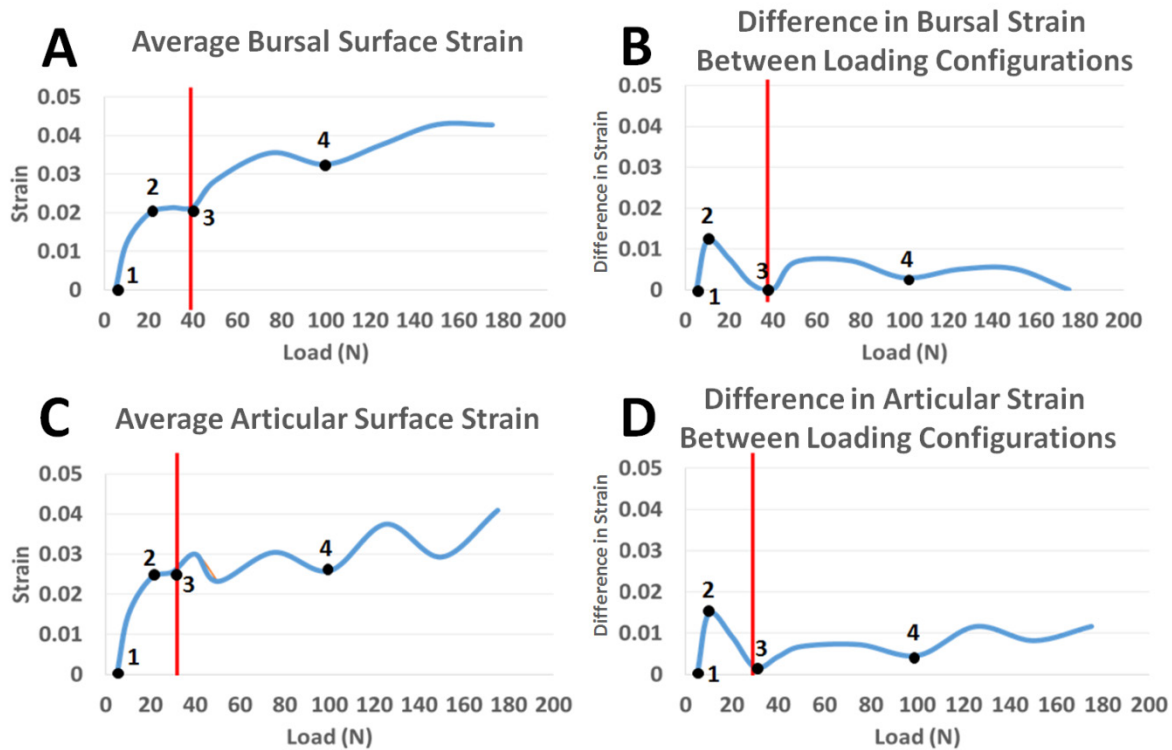 A
Average Bursal Surface Strain
0.05
0.04
0.03
0.02
0.01
0
Strain
1
2
3
4
0 20 40 60 80 100 120 140 160 180 200
Load (N)
B
Difference in Bursal Strain
Between Loading Configurations
0.05
0.04
0.03
0.02
0.01
0
Difference in Strain
1
2
3
4
0 20 40 60 80 100 120 140 160 180 200
Load (N)
C
Average Articular Surface Strain
0.05
0.04
0.03
0.02
0.01
0
Strain
1
2
3
4
0 20 40 60 80 100 120 140 160 180 200
Load (N)
D
Difference in Articular Strain
Between Loading Configurations
0.05
0.04
0.03
0.02
0.01
0
Difference in Strain
1
2
3
4
0 20 40 60 80 100 120 140 160 180 200
Load (N)